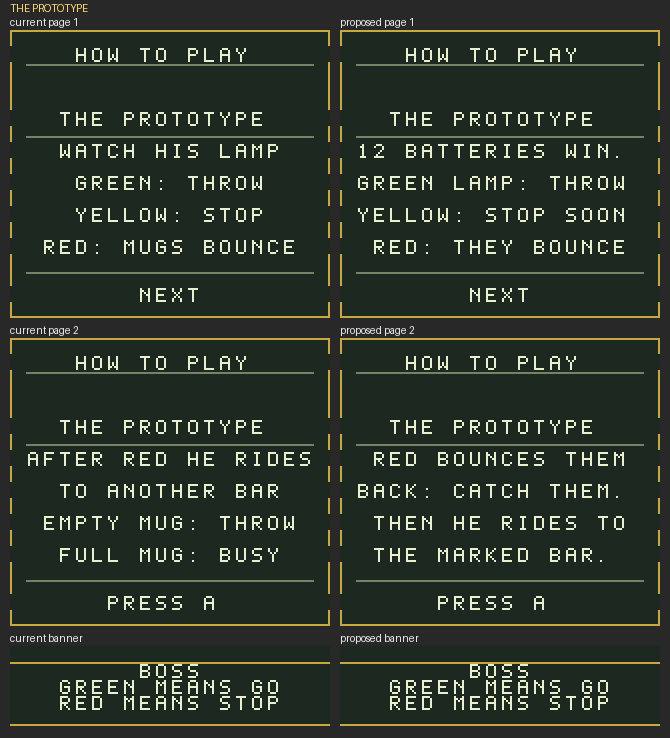 THE PROTOTYPE
current page 1
HOW TO PLAY
THE PROTOTYPE
WATCH HIS LAMP
GREEN: THROW
YELLOW: STOP
RED: MUGS BOUNCE
NEXT
proposed page 1
HOW TO PLAY
THE PROTOTYPE
12 BATTERIES WIN.
GREEN LAMP: THROW
YELLOW: STOP SOON
RED: THEY BOUNCE
NEXT
current page 2
HOW TO PLAY
THE PROTOTYPE
AFTER RED HE RIDES
TO ANOTHER BAR
EMPTY MUG: THROW
FULL MUG: BUSY
PRESS A
proposed page 2
HOW TO PLAY
THE PROTOTYPE
RED BOUNCES THEM
BACK: CATCH THEM.
THEN HE RIDES TO
THE MARKED BAR.
PRESS A
current banner
BOSS
GREEN MEANS GO
RED MEANS STOP
proposed banner
BOSS
GREEN MEANS GO
RED MEANS STOP